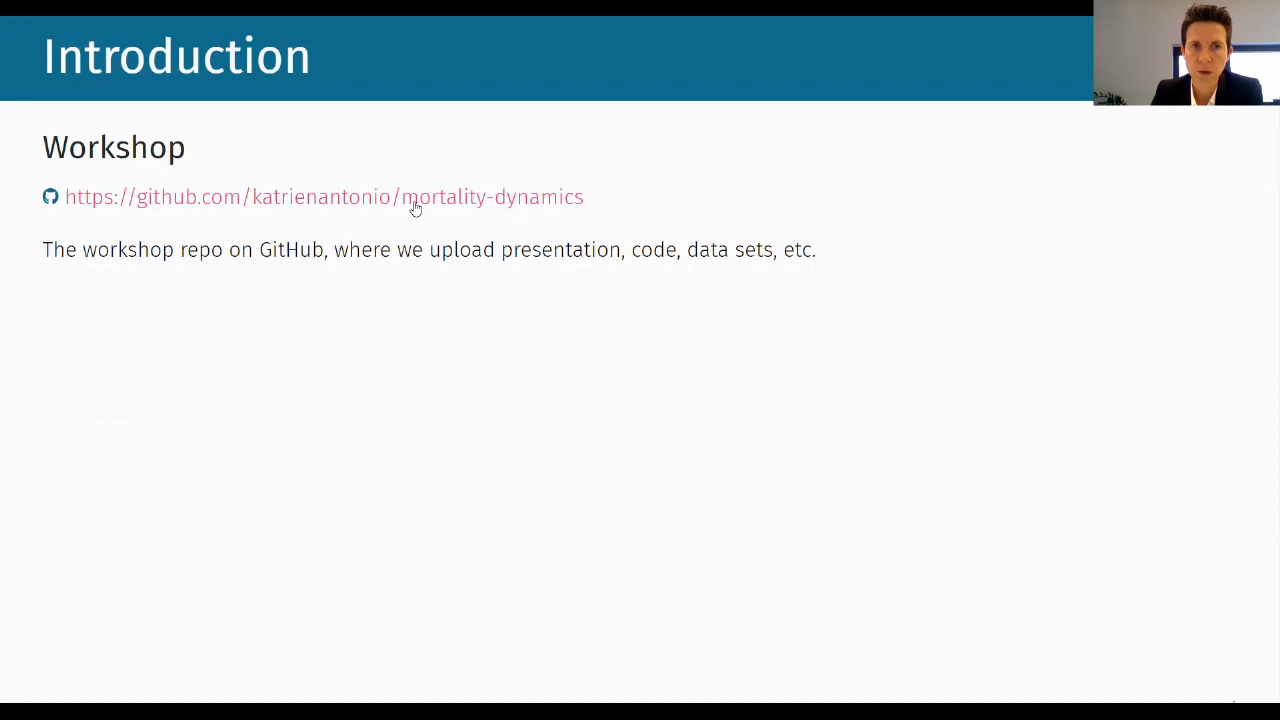 Introduction
Workshop
https://github.com/katrienantonio/mortality-dynamics
The workshop repo on GitHub, where we upload presentation, code, data sets, etc.